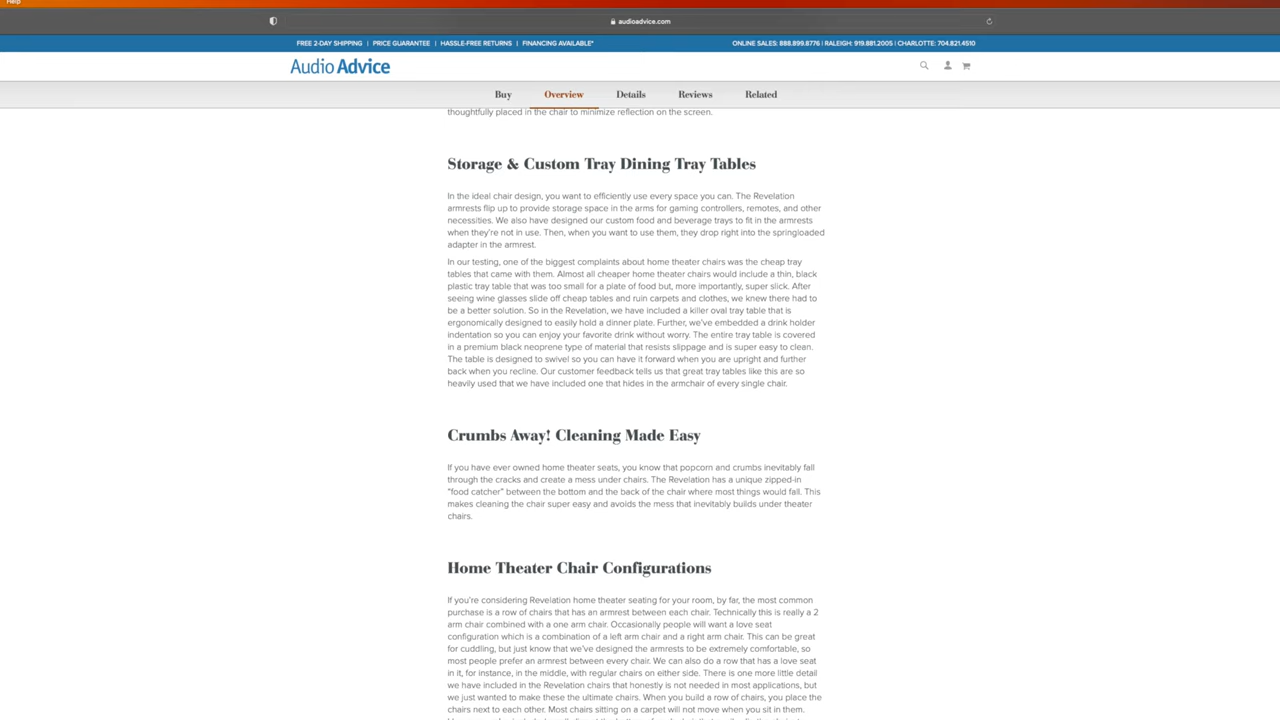 Help
audioadvice.com
FREE 2-DAY SHIPPING | PRICE GUARANTEE | HASSLE-FREE RETURNS | FINANCING AVAILABLE*
ONLINE SALES: 888.899.8776 | RALEIGH: 919.881.2005 | CHARLOTTE: 704.821.4510
Audio Advice
Buy Overview Details Reviews Related
thoughtfully placed in the chair to minimize reflection on the screen.
Storage & Custom Tray Dining Tray Tables
In the ideal chair design, you want to efficiently use every space you can. The Revelation
armrests flip up to provide storage space in the arms for gaming controllers, remotes, and other
necessities. We also have designed our custom food and beverage trays to fit in the armrests
when they're not in use. Then, when you want to use them, they drop right into the springloaded
adapter in the armrest.
In our testing, one of the biggest complaints about home theater chairs was the cheap tray
tables that came with them. Almost all cheaper home theater chairs would include a thin, black
plastic tray table that was too small for a plate of food but, more importantly, super slick. After
seeing wine glasses slide off cheap tables and ruin carpets and clothes, we knew there had to
be a better solution. So in the Revelation, we have included a killer oval tray table that is
ergonomically designed to easily hold a dinner plate. Further, we've embedded a drink holder
indentation so you can enjoy your favorite drink without worry. The entire tray table is covered
in a premium black neoprene type of material that resists slippage and is super easy to clean.
The table is designed to swivel so you can have it forward when you are upright and further
back when you recline. Our customer feedback tells us that great tray tables like this are so
heavily used that we have included one that hides in the armchair of every single chair.
Crumbs Away! Cleaning Made Easy
If you have ever owned home theater seats, you know that popcorn and crumbs inevitably fall
through the cracks and create a mess under chairs. The Revelation has a unique zipped-in
"food catcher" between the bottom and the back of the chair where most things would fall. This
makes cleaning the chair super easy and avoids the mess that inevitably builds under theater
chairs.
Home Theater Chair Configurations
If you're considering Revelation home theater seating for your room, by far, the most common
purchase is a row of chairs that has an armrest between each chair. Technically this is really a 2
arm chair combined with a one arm chair. Occasionally people will want a love seat
configuration which is a combination of a left arm chair and a right arm chair. This can be great
for cuddling, but just know that we've designed the armrests to be extremely comfortable, so
most people prefer an armrest between every chair. We can also do a row that has a love seat
in it, for instance, in the middle, with regular chairs on either side. There is one more little detail
we have included in the Revelation chairs that honestly is not needed in most applications, but
we just wanted to make these the ultimate chairs. When you build a row of chairs, you place the
chairs next to each other. Most chairs sitting on a carpet will not move when you sit in them.